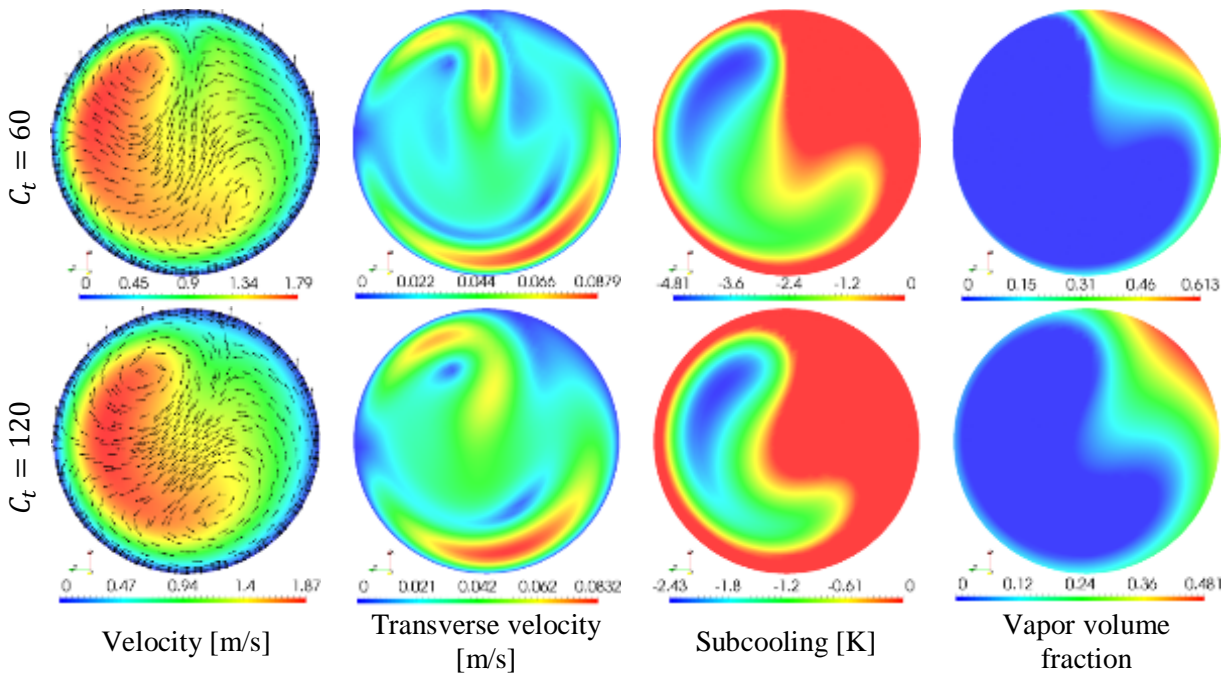 C_t = 60
0 0.45 0.9 1.34 1.79
0 0.022 0.044 0.066 0.0879
-4.81 -3.6 -2.4 -1.2 0
0 0.15 0.31 0.46 0.613
C_t = 120
0 0.47 0.94 1.4 1.87
0 0.021 0.042 0.062 0.0832
-2.43 -1.8 -1.2 -0.61 0
0 0.12 0.24 0.36 0.481
Velocity [m/s]
Transverse velocity
[m/s]
Subcooling [K]
Vapor volume
fraction